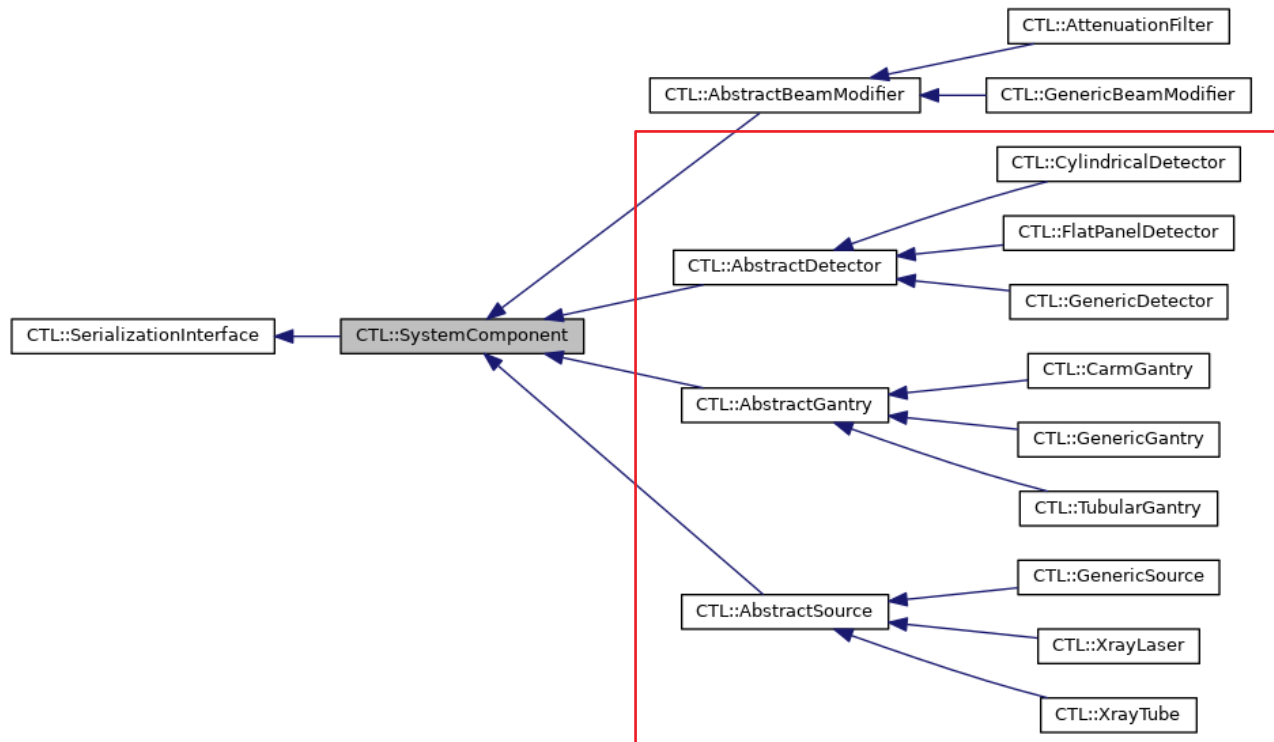 CTL::AttenuationFilter
CTL::AbstractBeamModifier
CTL::GenericBeamModifier
CTL::CylindricalDetector
CTL::FlatPanelDetector
CTL::AbstractDetector
CTL::GenericDetector
CTL::SerializationInterface
CTL::SystemComponent
CTL::CarmGantry
CTL::AbstractGantry
CTL::GenericGantry
CTL::TubularGantry
CTL::GenericSource
CTL::AbstractSource
CTL::XrayLaser
CTL::XrayTube